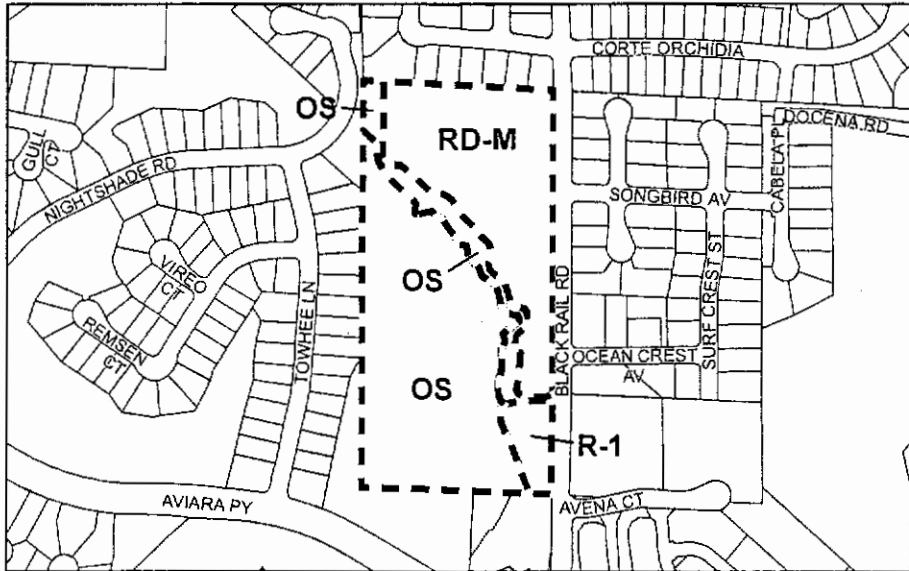 CORTE ORCHIDIA
OS
RD-M
DOCENA RD
CABELA PL
GULL
CT
NIGHTSHADE RD
SONGBIRD AV
SURF CREST ST
VIREO
CT
OS
BLACK RAIL RD
REMSEN
CT
TOWHEE LN
OCEAN CREST
AV
OS
R-1
AVIARA PY
AVENA CT